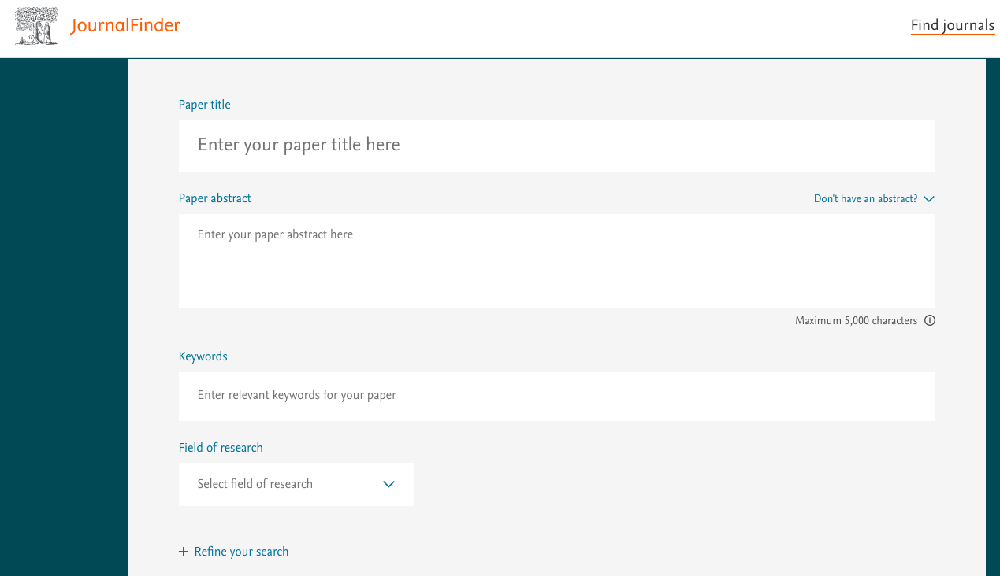 JournalFinder
Find journals
Paper title
Enter your paper title here
Paper abstract
Don't have an abstract?
Enter your paper abstract here
Maximum 5,000 characters
Keywords
Enter relevant keywords for your paper
Field of research
Select field of research
Refine your search